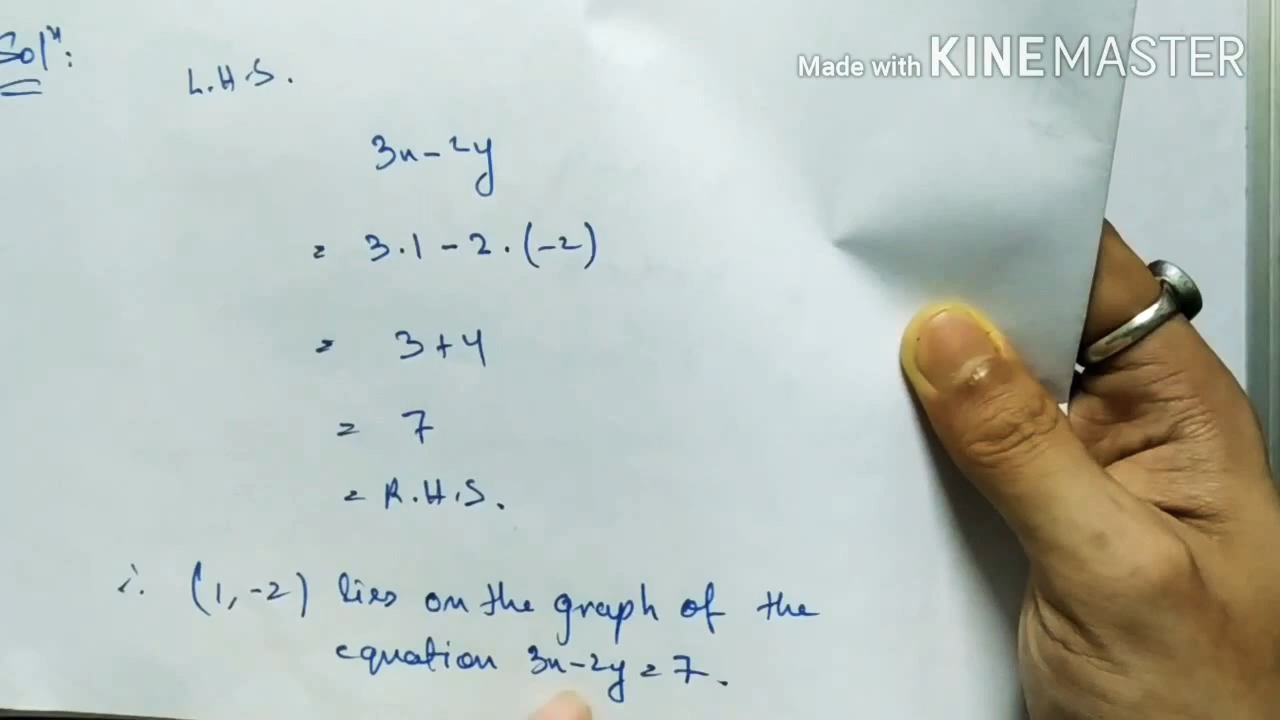 Solⁿ:
Made with KINEMASTER
L.H.S.
3x-2y
= 3.1-2.(-2)
= 3+4
= 7
= R.H.S.
∴ (1,-2) lies on the graph of the
equation 3x-2y=7.